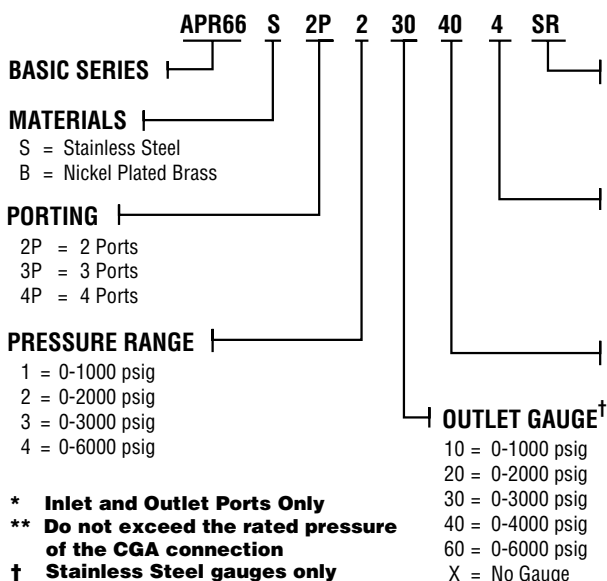 APR66 S 2P 2 30 40 4 SR
BASIC SERIES
MATERIALS
S = Stainless Steel
B = Nickel Plated Brass
PORTING
2P = 2 Ports
3P = 3 Ports
4P = 4 Ports
PRESSURE RANGE
1 = 0-1000 psig
2 = 0-2000 psig
3 = 0-3000 psig
4 = 0-6000 psig
OUTLET GAUGE†
10 = 0-1000 psig
20 = 0-2000 psig
30 = 0-3000 psig
40 = 0-4000 psig
60 = 0-6000 psig
X = No Gauge
* Inlet and Outlet Ports Only
** Do not exceed the rated pressure
of the CGA connection
† Stainless Steel gauges only